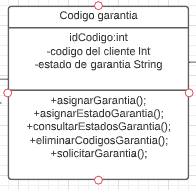 Codigo garantia
idCodigo:int
-codigo del cliente Int
-estado de garantia String
+asignarGarantia();
+asignarEstadoGarantia();
+consultarEstadosGarantia();
+eliminarCodigosGarantia();
+solicitarGarantia();